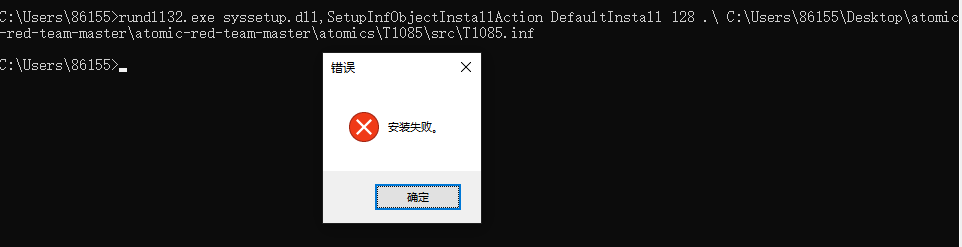 C:\Users\86155>rundll32.exe syssetup.dll,SetupInfObjectInstallAction DefaultInstall 128 .\ C:\Users\86155\Desktop\atomic
-red-team-master\atomic-red-team-master\atomics\T1085\src\T1085.inf
C:\Users\86155>
错误
安装失败。
确定